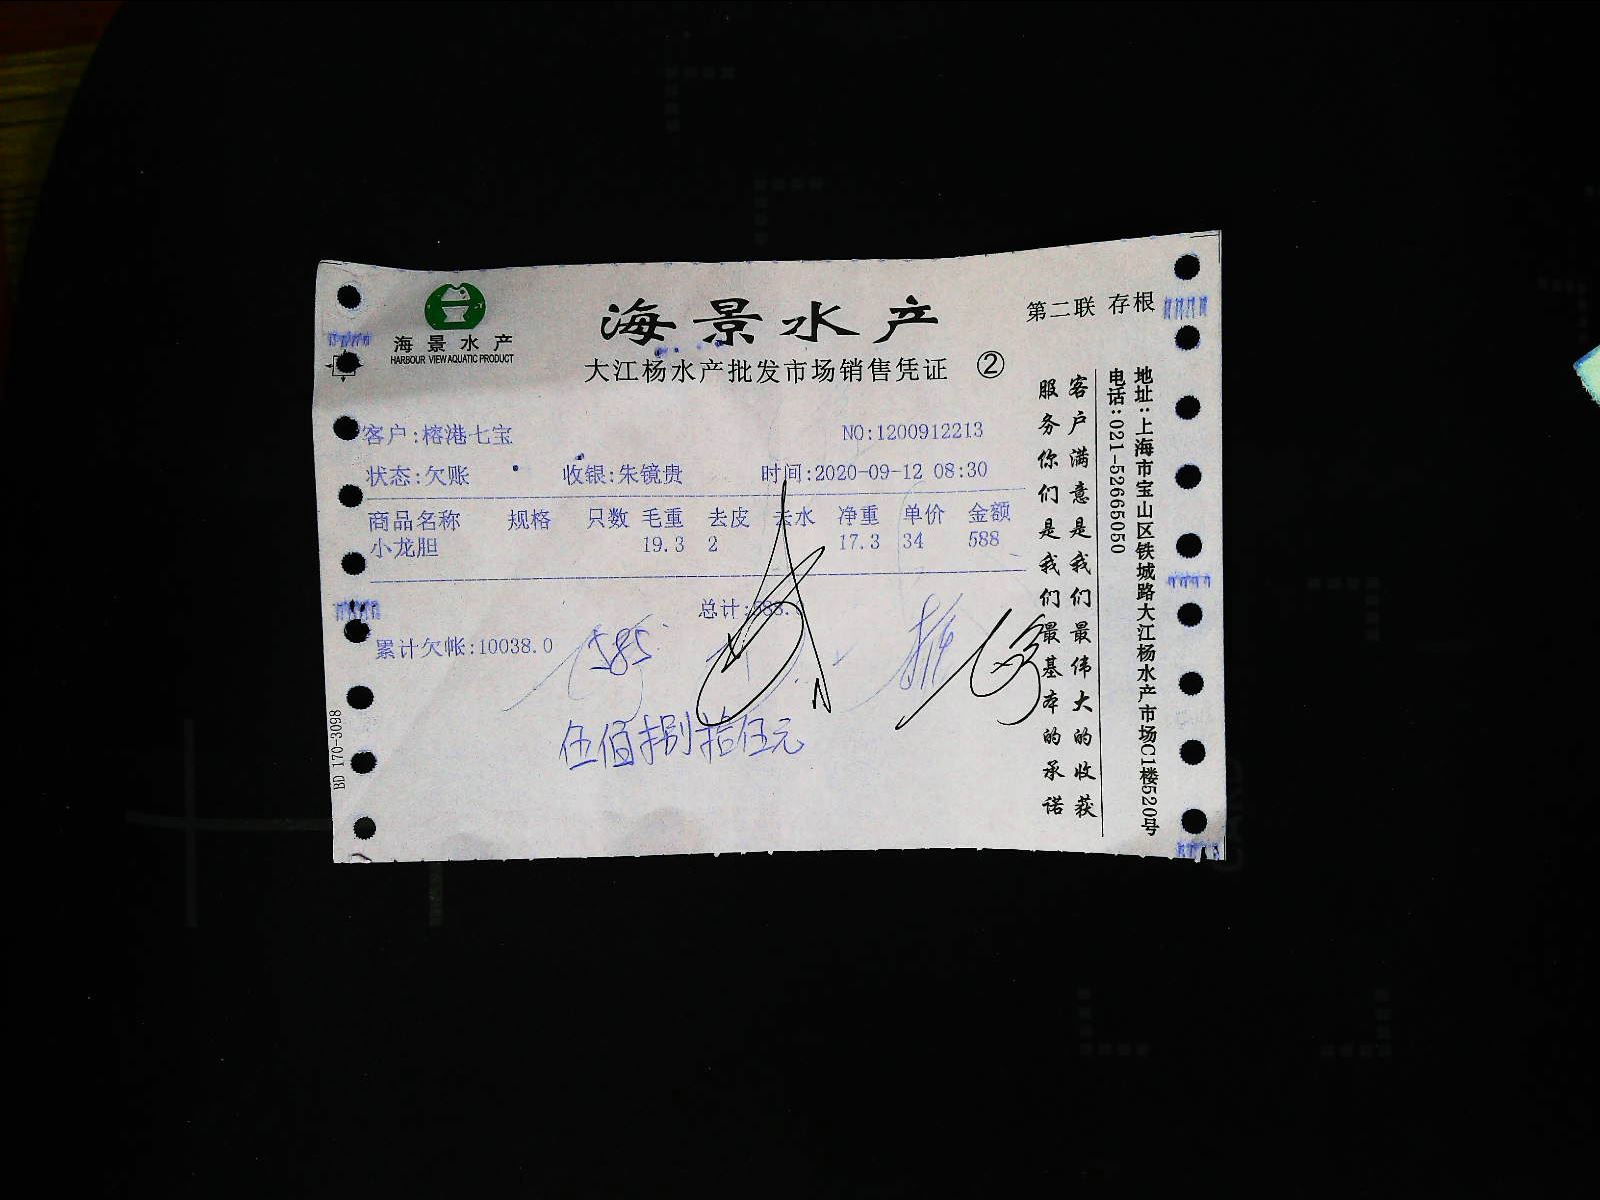 海景水产
HARBOUR VIEW AQUATIC PRODUCT
海景水产
大江杨水产批发市场销售凭证 ②
第二联 存根
客户:榕港七宝 NO:1200912213
状态:欠账 收银:朱镜贵 时间:2020-09-12 08:30
商品名称 规格 只数 毛重 去皮 去水 净重 单价 金额
小龙胆 19.3 2 17.3 34 588
总计:588.
累计欠帐:10038.0
585
伍佰捌拾伍元
客户满意是我们最伟大的收获
服务你们是我们最基本的承诺
地址:上海市宝山区铁城路大江杨水产市场C1楼520号
电话:021-52665050
BD 170-3098